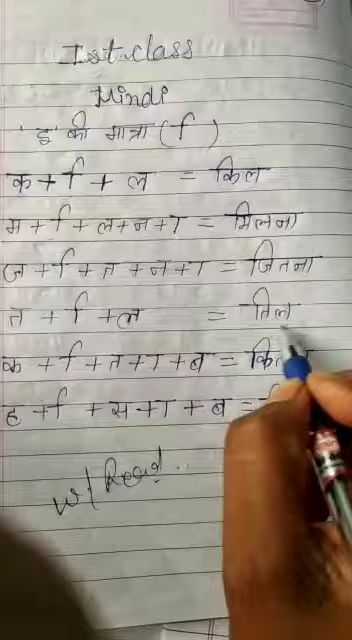 Ist class
Hindi
'इ' की मात्रा ( ि )
क + ि + ल = किल
म + ि + ल + न + ा = मिलना
ज + ि + त + न + ा = जितना
त + ि + ल = तिल
क + ि + त + ा + ब =
ह + ि + स + ा + ब =
W/Read